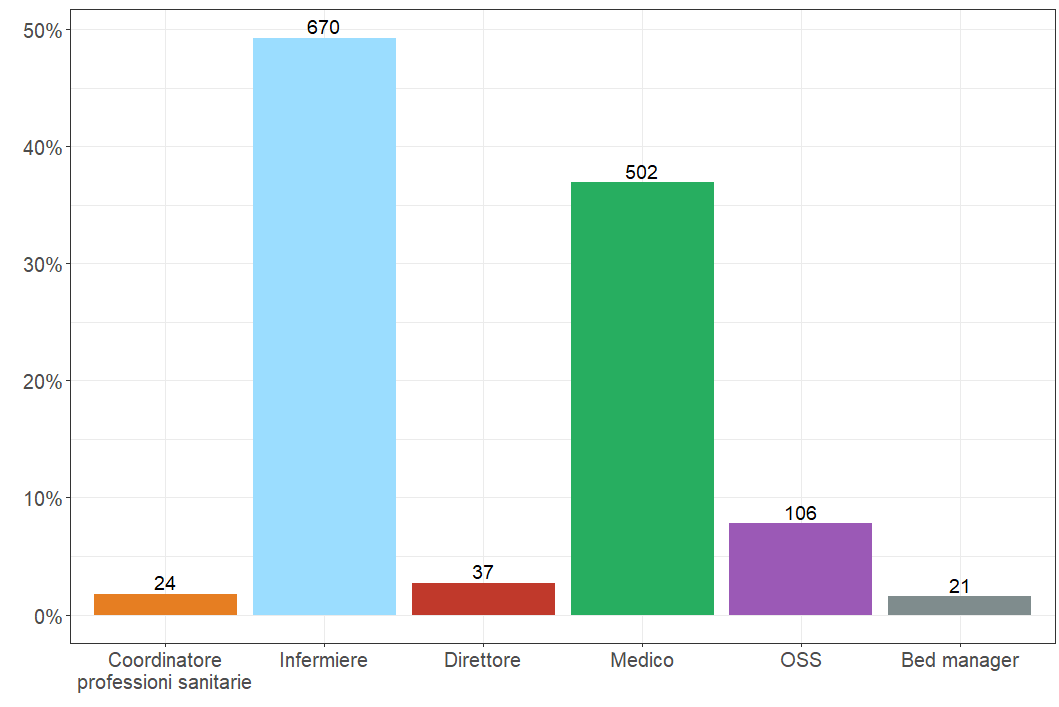 50%
40%
30%
20%
10%
0%
24
670
37
502
106
21
Coordinatore
professioni sanitarie
Infermiere
Direttore
Medico
OSS
Bed manager